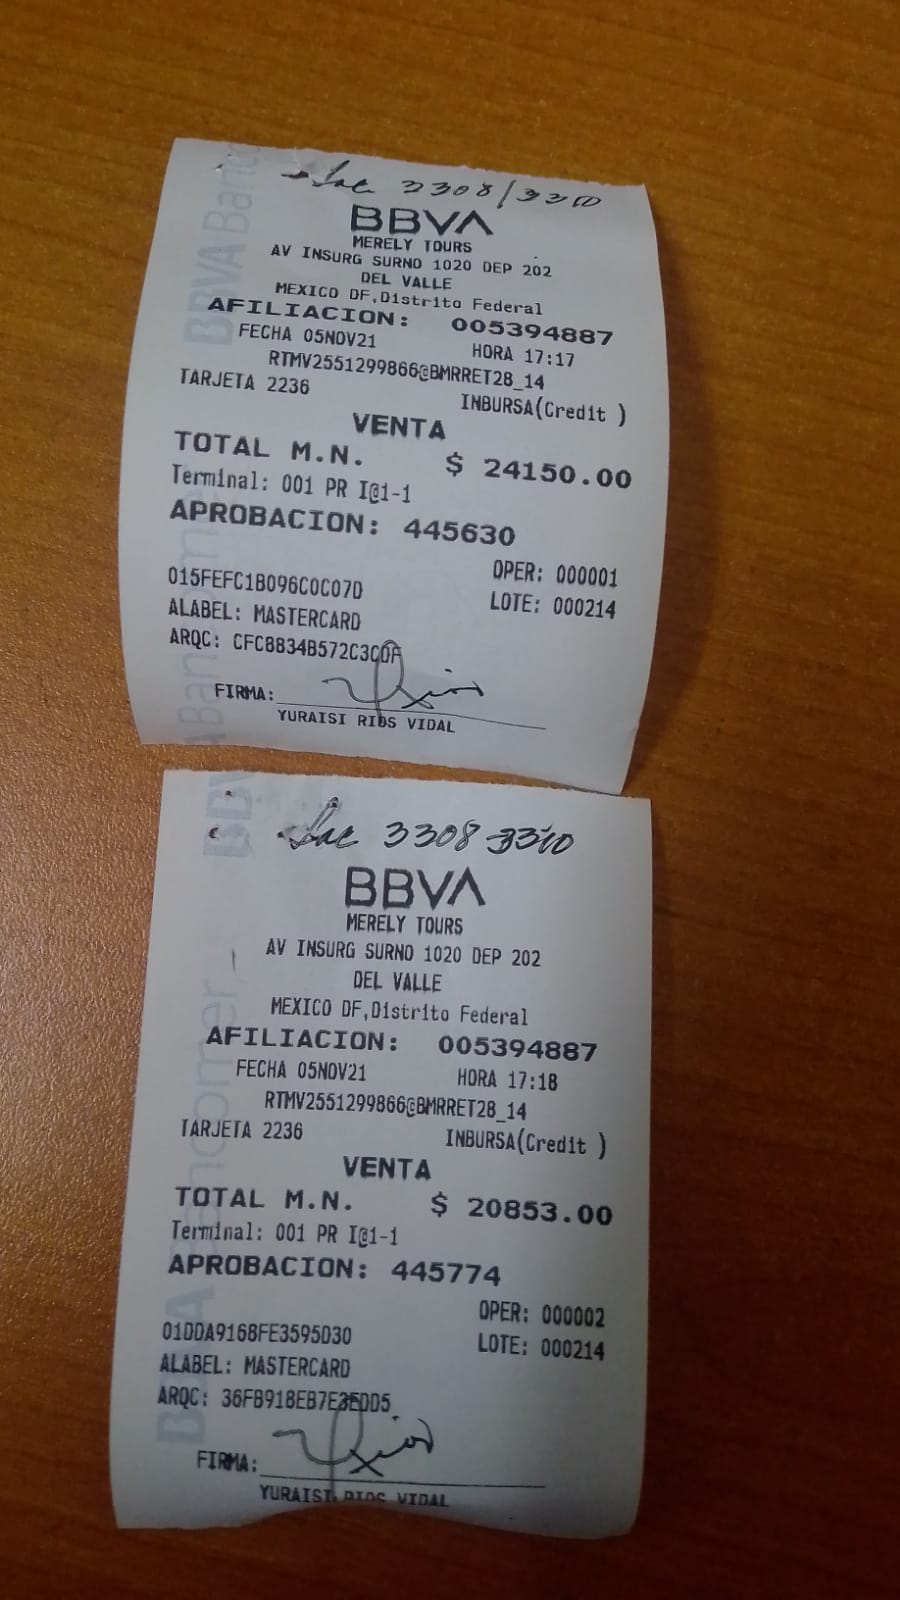 3308/3310
BBVA
MERELY TOURS
AV INSURG SURNO 1020 DEP 202
DEL VALLE
MEXICO DF,Distrito Federal
AFILIACION: 005394887
FECHA 05NOV21 HORA 17:17
RTMV2551299866@BMRRET28_14
TARJETA 2236 INBURSA(Credit )
VENTA
TOTAL M.N. $ 24150.00
Terminal: 001 PR I@1-1
APROBACION: 445630
OPER: 000001
015FEFC1B096C0C07D
LOTE: 000214
ALABEL: MASTERCARD
ARQC: CFC8834B572C3C0F
FIRMA:
YURAISI RIOS VIDAL
3308 3310
BBVA
MERELY TOURS
AV INSURG SURNO 1020 DEP 202
DEL VALLE
MEXICO DF,Distrito Federal
AFILIACION: 005394887
FECHA 05NOV21 HORA 17:18
RTMV2551299866@BMRRET28_14
TARJETA 2236 INBURSA(Credit )
VENTA
TOTAL M.N. $ 20853.00
Terminal: 001 PR I@1-1
APROBACION: 445774
OPER: 000002
01DDA9168FE3595D30
LOTE: 000214
ALABEL: MASTERCARD
ARQC: 36FB918EB7E3EDD5
FIRMA:
YURAISI RIOS VIDAL